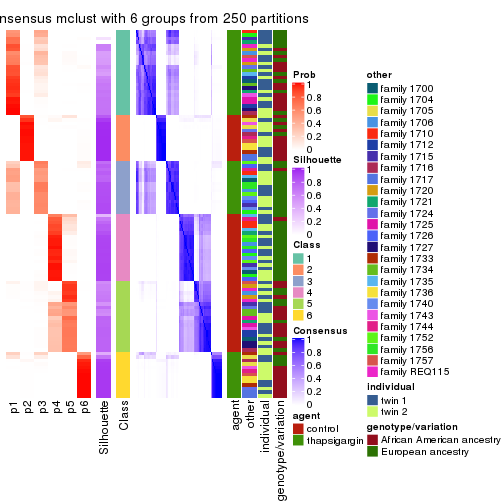 nsensus mclust with 6 groups from 250 partitions
Prob
1
0.8
0.6
0.4
0.2
0
Silhouette
1
0.8
0.6
0.4
0.2
0
Class
1
2
3
4
5
6
Consensus
1
0.8
0.6
0.4
0.2
0
agent
control
thapsigargin
other
family 1700
family 1704
family 1705
family 1706
family 1710
family 1712
family 1715
family 1716
family 1717
family 1720
family 1721
family 1724
family 1725
family 1726
family 1727
family 1733
family 1734
family 1735
family 1736
family 1740
family 1743
family 1744
family 1752
family 1756
family 1757
family REQ115
individual
twin 1
twin 2
genotype/variation
African American ancestry
European ancestry
p1
p2
p3
p4
p5
p6
Silhouette
Class
agent
other
individual
genotype/variation